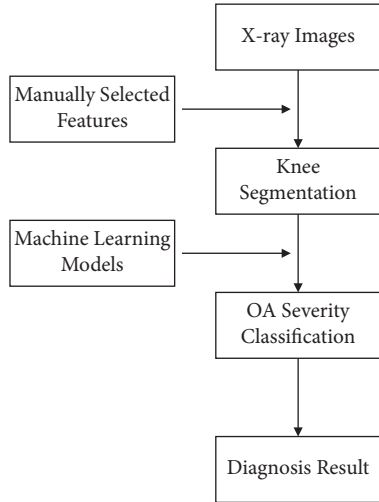 X-ray Images
Manually Selected
Features
Knee
Segmentation
Machine Learning
Models
OA Severity
Classification
Diagnosis Result